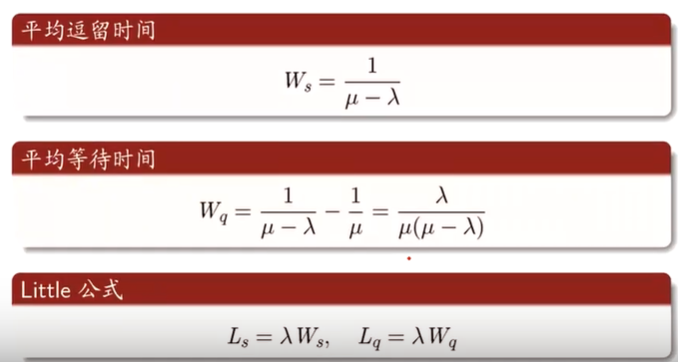 平均逗留时间
W_s = \frac{1}{\mu - \lambda}
平均等待时间
W_q = \frac{1}{\mu - \lambda} - \frac{1}{\mu} = \frac{\lambda}{\mu(\mu - \lambda)}
Little 公式
L_s = \lambda W_s, \quad L_q = \lambda W_q